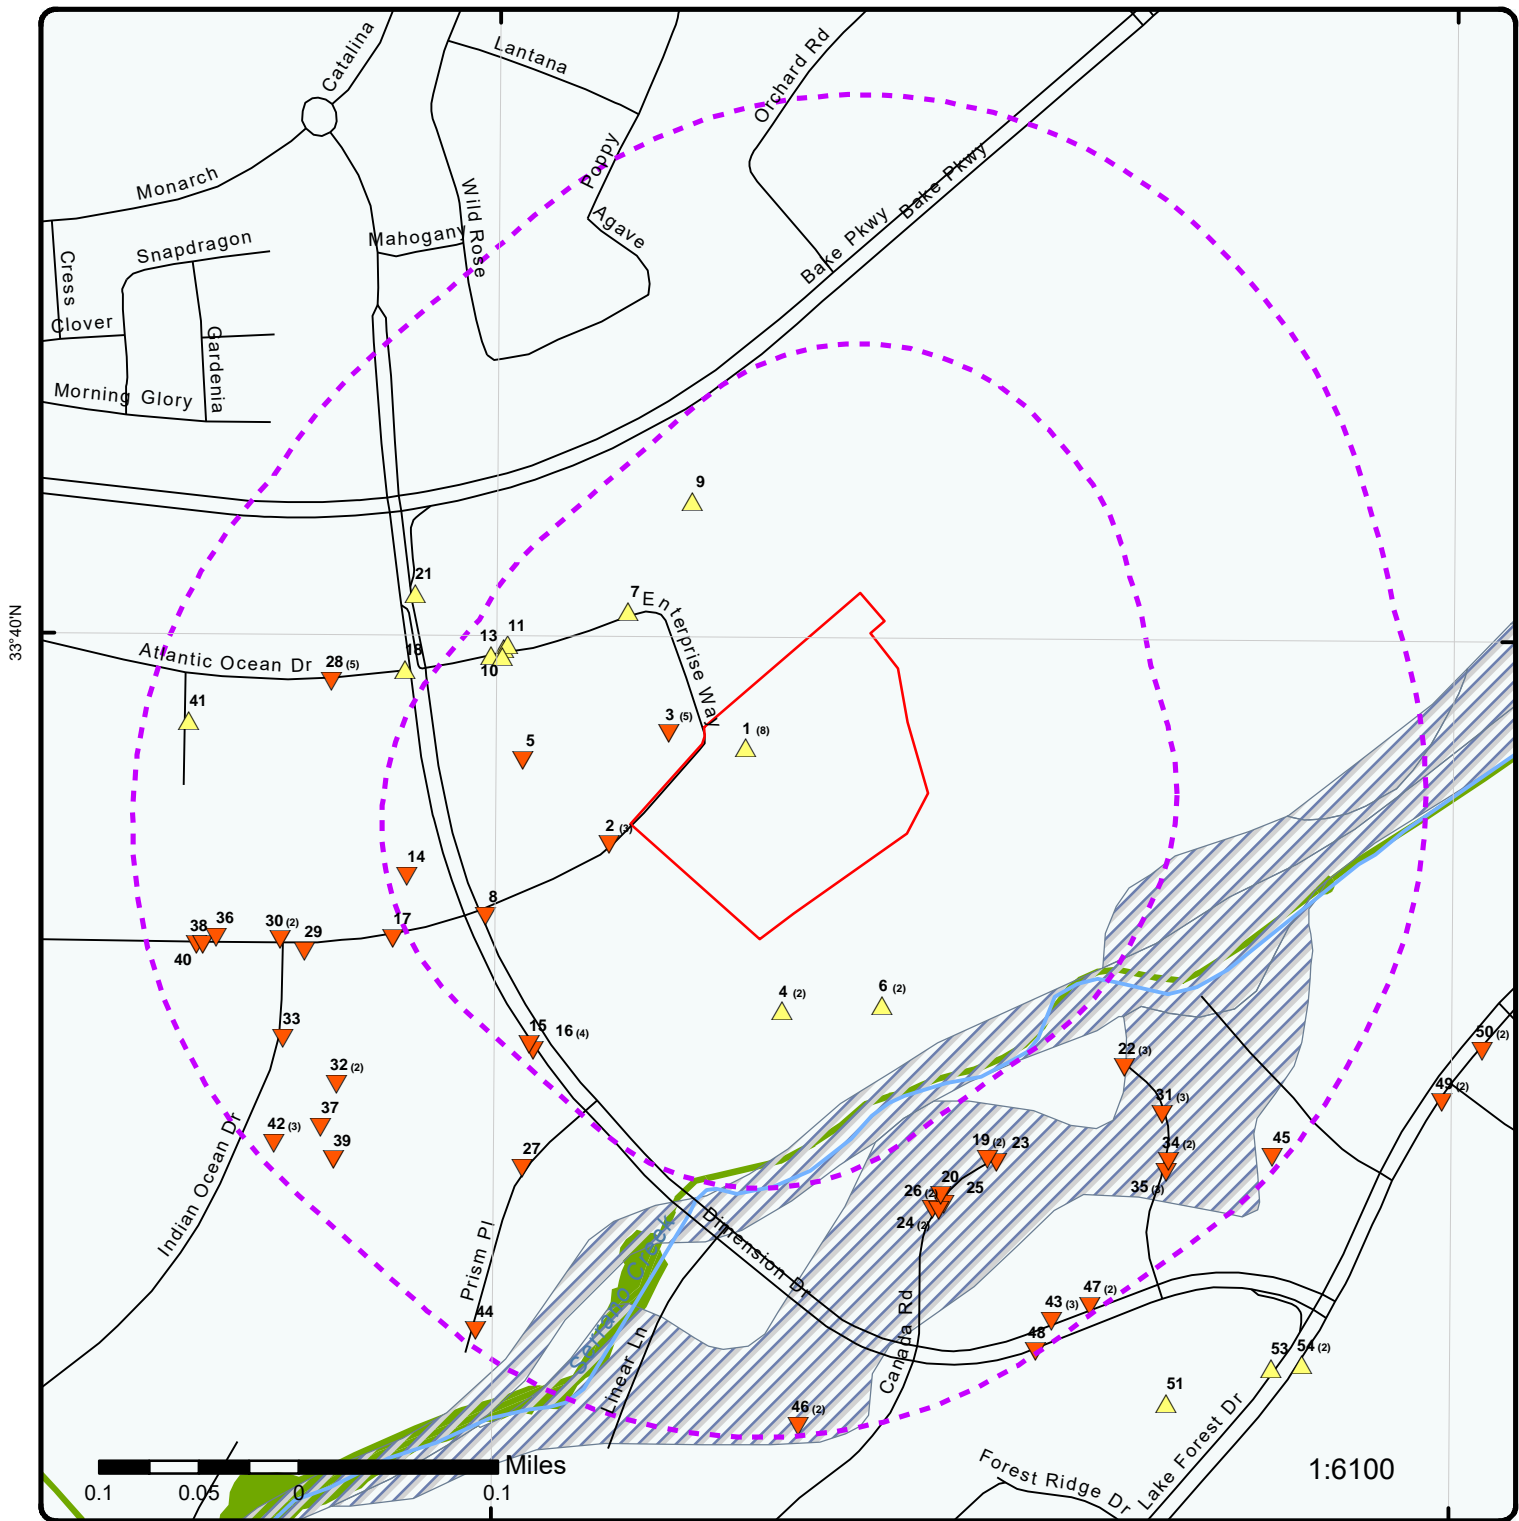 Catalina
Lantana
Orchard Rd
Poppy
Monarch
Wild Rose
Bake Pkwy
Bake Pkwy
Agave
Mahogany
Snapdragon
Cress
Clover
Gardenia
Morning Glory
9
21
7
Enterprise Way
11
13
10
18
33°40'N
Atlantic Ocean Dr
28 (5)
41
3 (5)
1 (8)
5
2 (3)
14
8
17
38
36
30 (2)
29
40
4 (2)
6 (2)
33
15
16 (4)
50 (2)
22 (3)
32 (2)
49 (2)
31 (3)
37
42 (3)
39
Indian Ocean Dr
27
19 (2)
23
34 (2)
45
35 (3)
20
26 (2)
25
24 (2)
Prism Pl
Dimension Dr
Serrano Creek
44
Linear Ln
Canada Rd
43 (3)
47 (2)
48
53
54 (2)
51
46 (2)
Lake Forest Dr
Forest Ridge Dr
Miles
1:6100
0.1
0.05
0
0.1